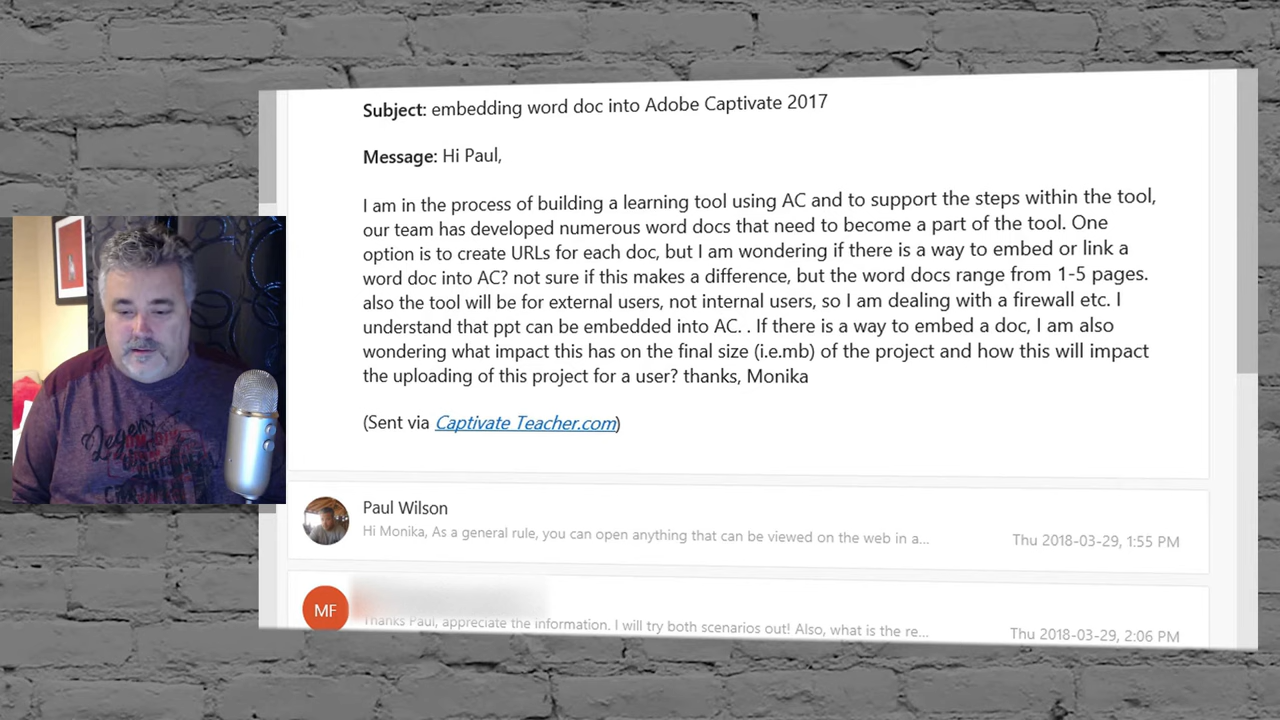 Subject: embedding word doc into Adobe Captivate 2017
Message: Hi Paul,
I am in the process of building a learning tool using AC and to support the steps within the tool,
our team has developed numerous word docs that need to become a part of the tool. One
option is to create URLs for each doc, but I am wondering if there is a way to embed or link a
word doc into AC? not sure if this makes a difference, but the word docs range from 1-5 pages.
also the tool will be for external users, not internal users, so I am dealing with a firewall etc. I
understand that ppt can be embedded into AC. . If there is a way to embed a doc, I am also
wondering what impact this has on the final size (i.e.mb) of the project and how this will impact
the uploading of this project for a user? thanks, Monika
(Sent via Captivate Teacher.com)
Paul Wilson
Hi Monika, As a general rule, you can open anything that can be viewed on the web in a...
Thu 2018-03-29, 1:55 PM
MF
Thanks Paul, appreciate the information. I will try both scenarios out! Also, what is the re...
Thu 2018-03-29, 2:06 PM